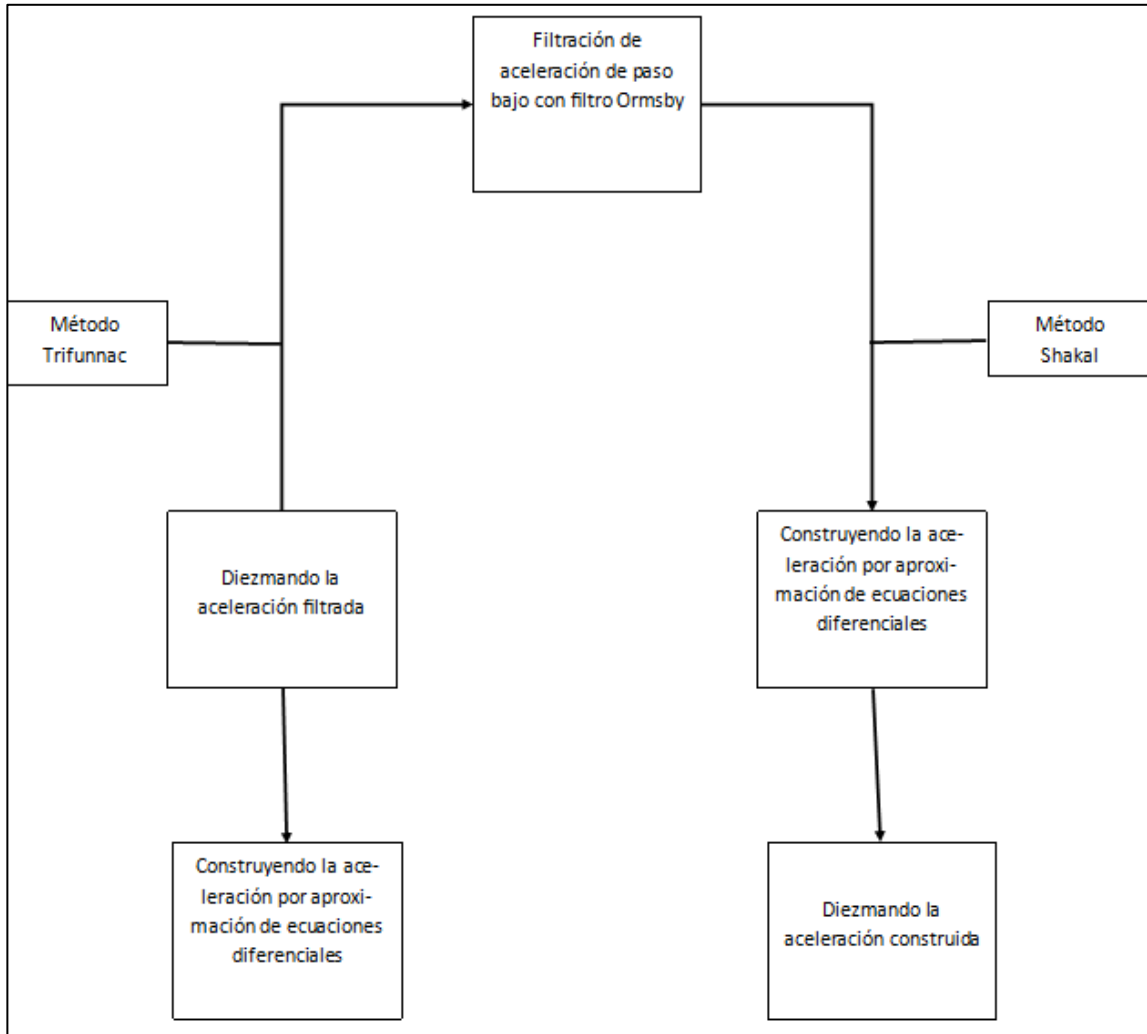 Filtración de
aceleración de paso
bajo con filtro Ormsby
Método
Trifunnac
Método
Shakal
Diezmando la
aceleración filtrada
Construyendo la ace-
leración por aproxi-
mación de ecuaciones
diferenciales
Construyendo la ace-
leración por aproxi-
mación de ecuaciones
diferenciales
Diezmando la
aceleración construida